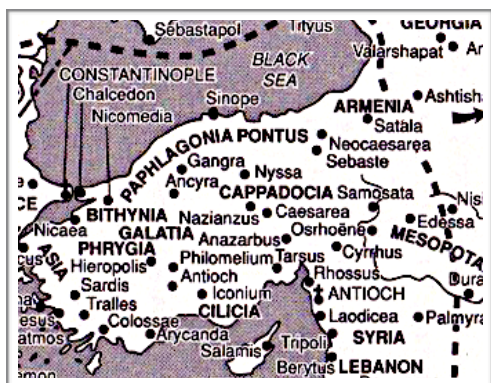 Sebastapol
Tityus
GEORGIA
BLACK
SEA
Valarshapat
CONSTANTINOPLE
Chalcedon
Nicomedia
Sinope
ARMENIA
Ashtish
Satala
PAPHLAGONIA
PONTUS
Neocaesarea
Sebaste
Gangra
Ancyra
Nyssa
CAPPADOCIA
Samosata
BITHYNIA
Nazianzus
Caesarea
Edessa
Nicaea
GALATIA
Osrhoëne
MESOPOTA
PHRYGIA
Anazarbus
Cyrrhus
ASIA
Hieropolis
Philomelium
Tarsus
Rhossus
Dura
Sardis
Antioch
ANTIOCH
Tralles
Iconium
Colossae
CILICIA
Laodicea
Palmyra
Arycanda
SYRIA
Salamis
Tripoli
Berytus
LEBANON